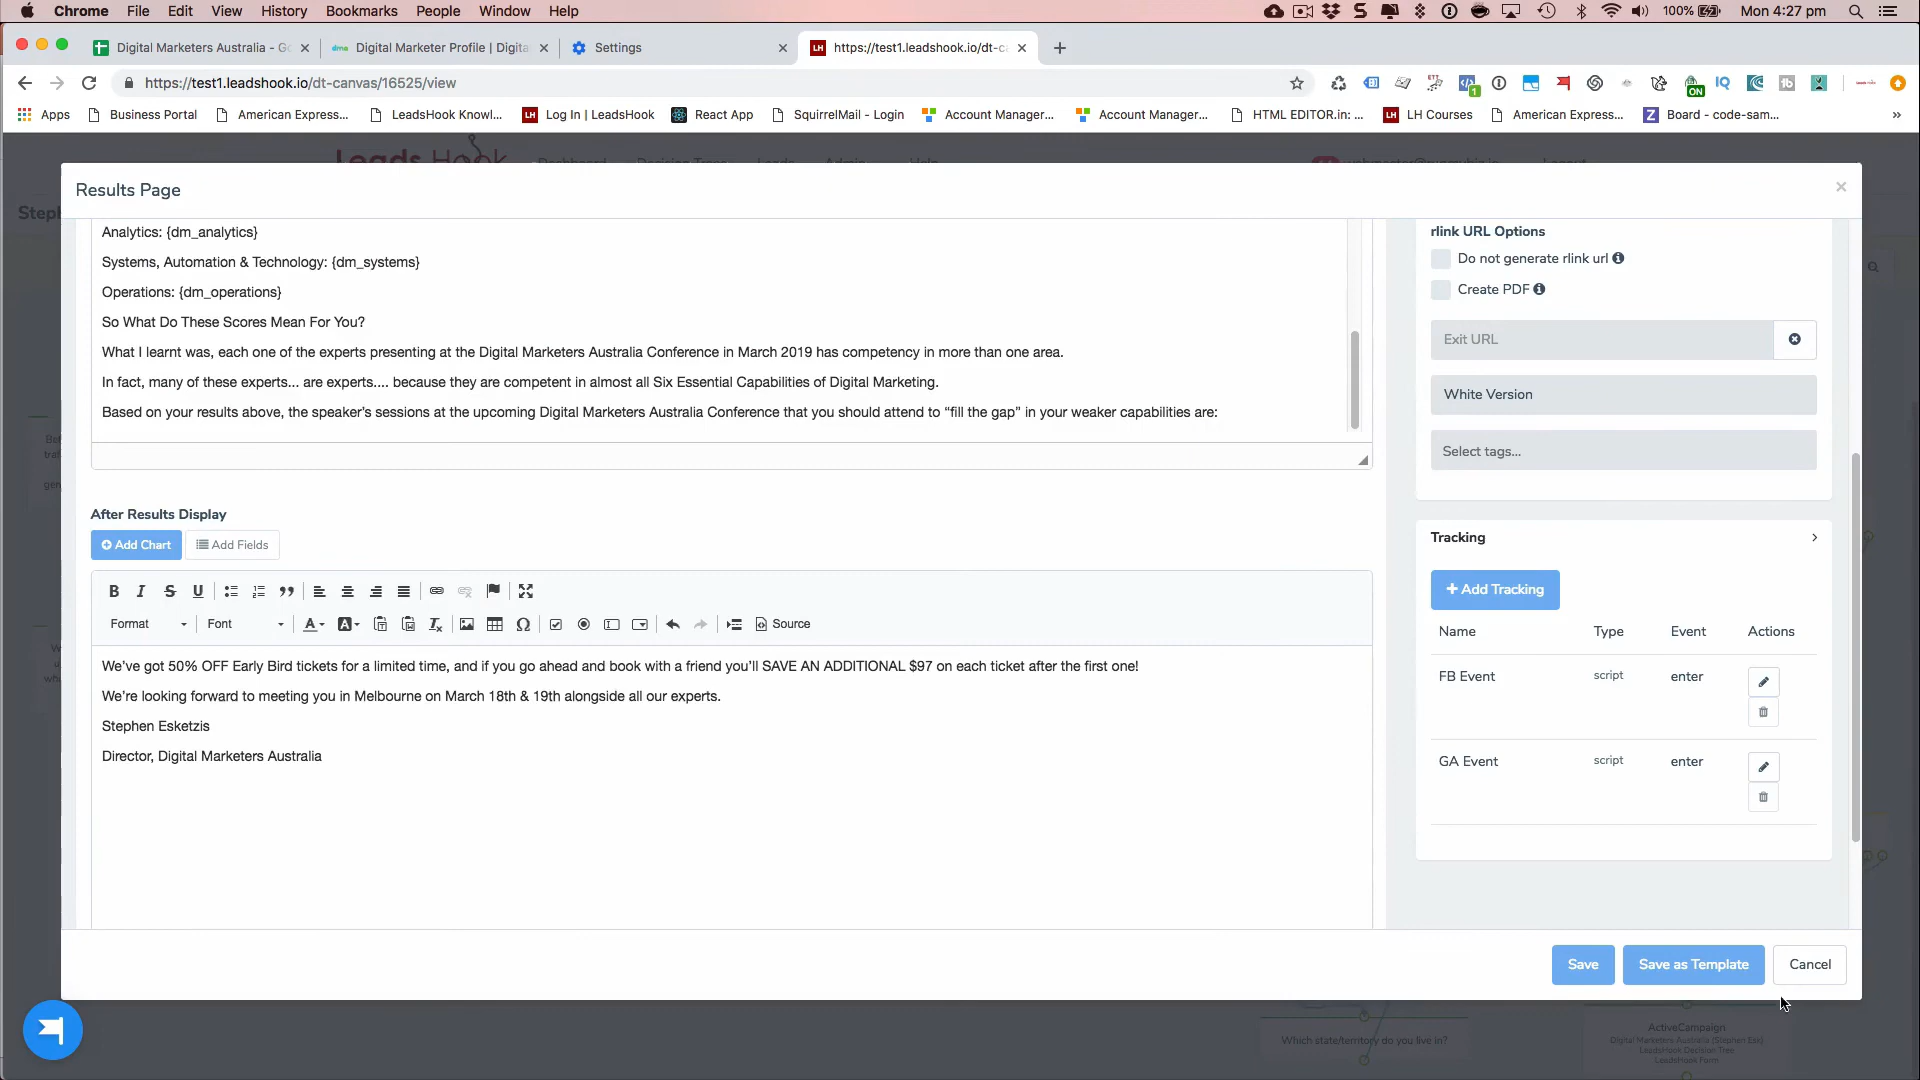 Chrome File Edit View History Bookmarks People Window Help 100% Mon 4:27 pm
Digital Marketers Australia - Go Digital Marketer Profile | Digita Settings https://test1.leadshook.io/dt-c
https://test1.leadshook.io/dt-canvas/16525/view
Apps Business Portal American Express... LeadsHook Knowl... Log In | LeadsHook React App SquirrelMail - Login Account Manager... Account Manager... HTML EDITOR.in: ... LH Courses American Express... Board - code-sam... »
Results Page
Analytics: {dm_analytics}
Systems, Automation & Technology: {dm_systems}
Operations: {dm_operations}
So What Do These Scores Mean For You?
What I learnt was, each one of the experts presenting at the Digital Marketers Australia Conference in March 2019 has competency in more than one area.
In fact, many of these experts... are experts.... because they are competent in almost all Six Essential Capabilities of Digital Marketing.
Based on your results above, the speaker's sessions at the upcoming Digital Marketers Australia Conference that you should attend to “fill the gap” in your weaker capabilities are:
rlink URL Options
Do not generate rlink url
Create PDF
Exit URL
White Version
Select tags...
After Results Display
Add Chart Add Fields
Format Font Source
We've got 50% OFF Early Bird tickets for a limited time, and if you go ahead and book with a friend you'll SAVE AN ADDITIONAL $97 on each ticket after the first one!
We're looking forward to meeting you in Melbourne on March 18th & 19th alongside all our experts.
Stephen Esketzis
Director, Digital Marketers Australia
Tracking
Add Tracking
Name Type Event Actions
FB Event script enter
GA Event script enter
Save Save as Template Cancel
Which state/territory do you live in?
ActiveCampaign
Digital Marketers Australia (Stephen Esk)
LeadsHook Decision Tree
LeadsHook Form